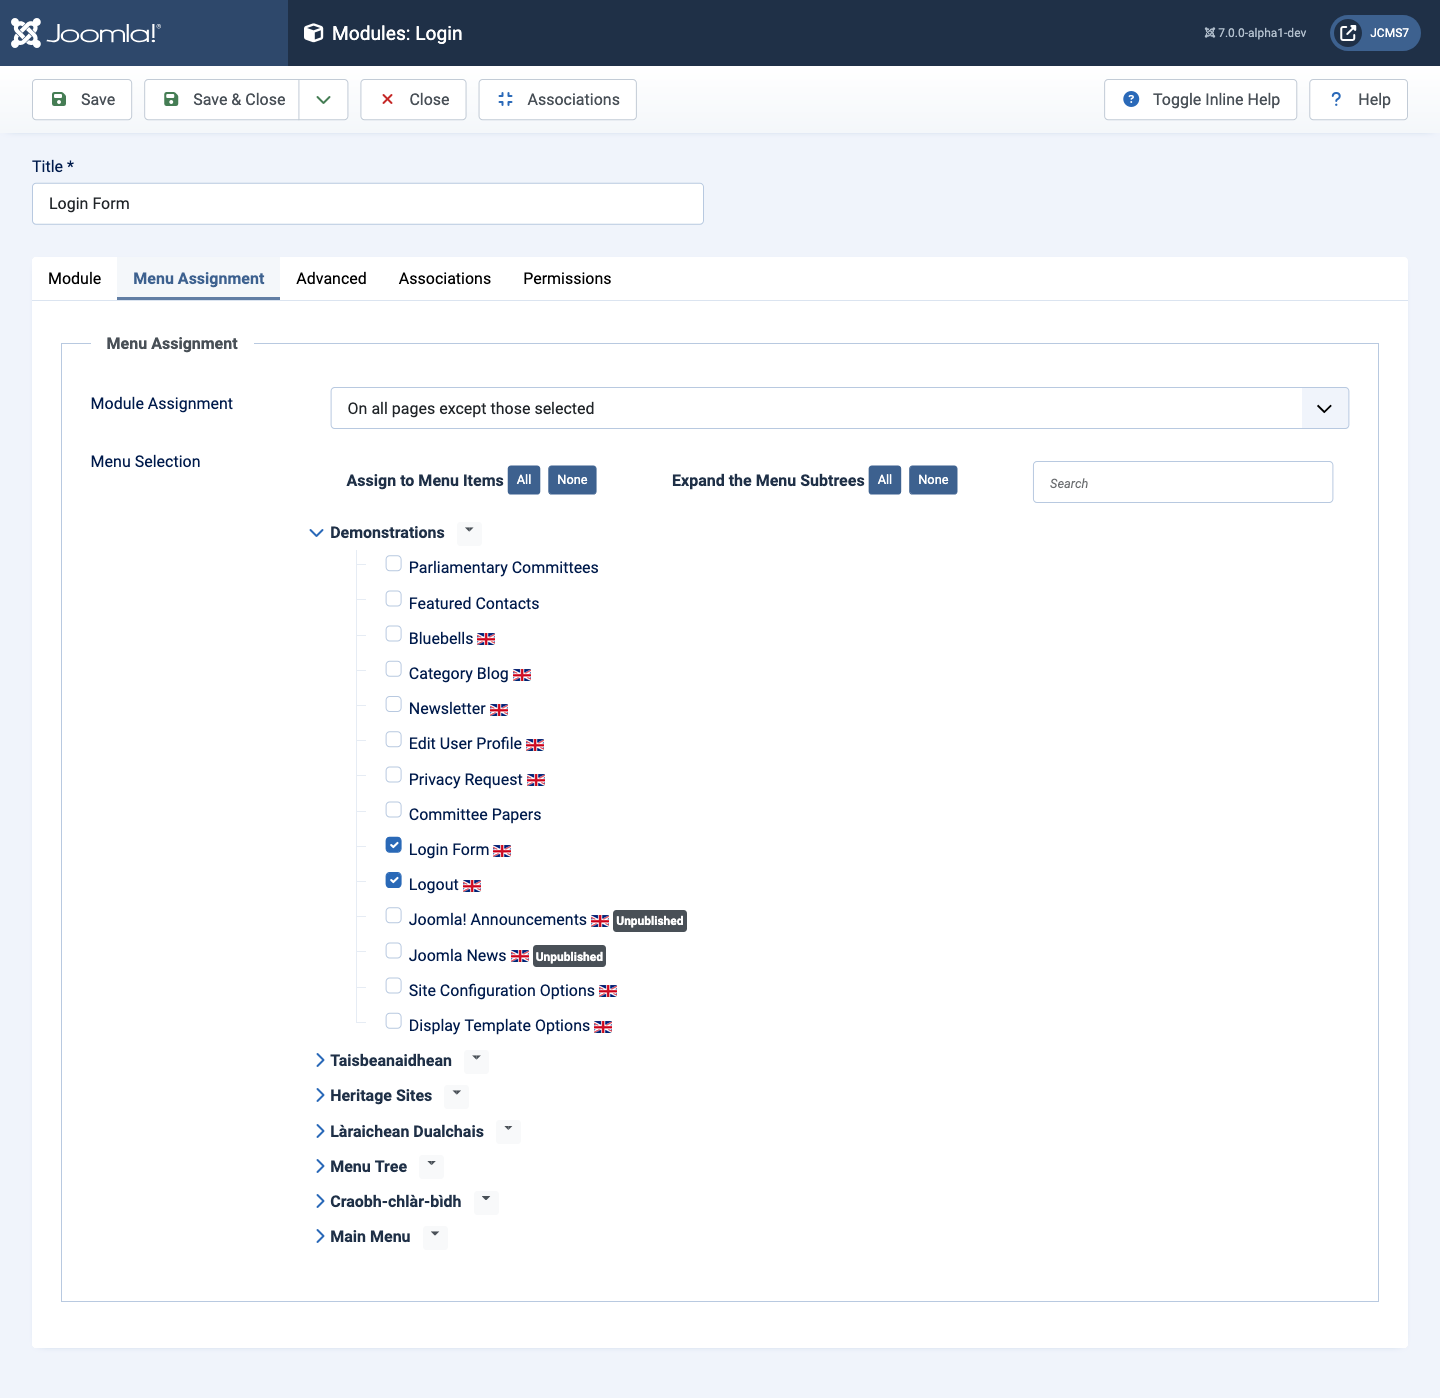 Joomla!®
Modules: Login
7.0.0-alpha1-dev
JCMS7
Save
Save & Close
Close
Associations
Toggle Inline Help
? Help
Title *
Login Form
Module
Menu Assignment
Advanced
Associations
Permissions
Menu Assignment
Module Assignment
On all pages except those selected
Menu Selection
Assign to Menu Items All None
Expand the Menu Subtrees All None
Search
Demonstrations
Parliamentary Committees
Featured Contacts
Bluebells
Category Blog
Newsletter
Edit User Profile
Privacy Request
Committee Papers
Login Form
Logout
Joomla! Announcements Unpublished
Joomla News Unpublished
Site Configuration Options
Display Template Options
Taisbeanaidhean
Heritage Sites
Làraichean Dualchais
Menu Tree
Craobh-chlàr-bìdh
Main Menu